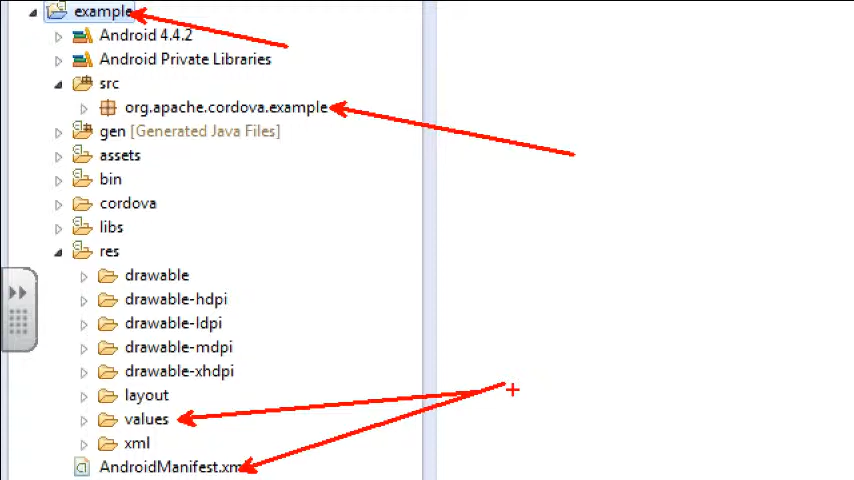 example
Android 4.4.2
Android Private Libraries
src
org.apache.cordova.example
gen [Generated Java Files]
assets
bin
cordova
libs
res
drawable
drawable-hdpi
drawable-ldpi
drawable-mdpi
drawable-xhdpi
layout
values
xml
AndroidManifest.xm